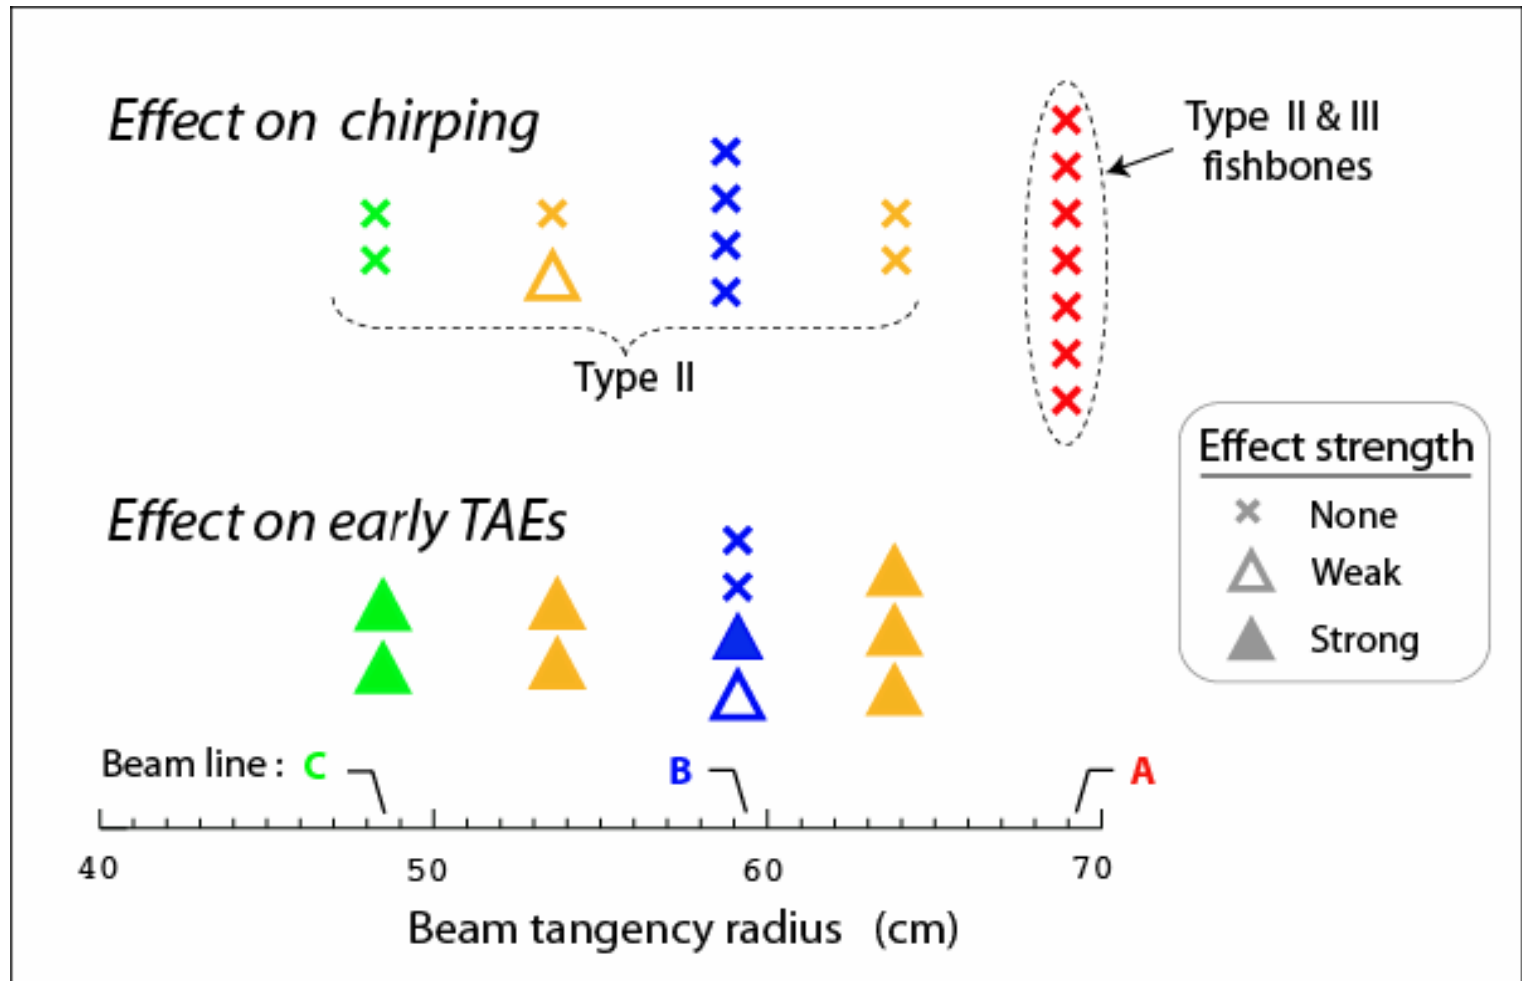 Effect on chirping
Type II & III
fishbones
Type II
Effect strength
None
Weak
Strong
Effect on early TAEs
Beam line : C
B
A
40 50 60 70
Beam tangency radius (cm)